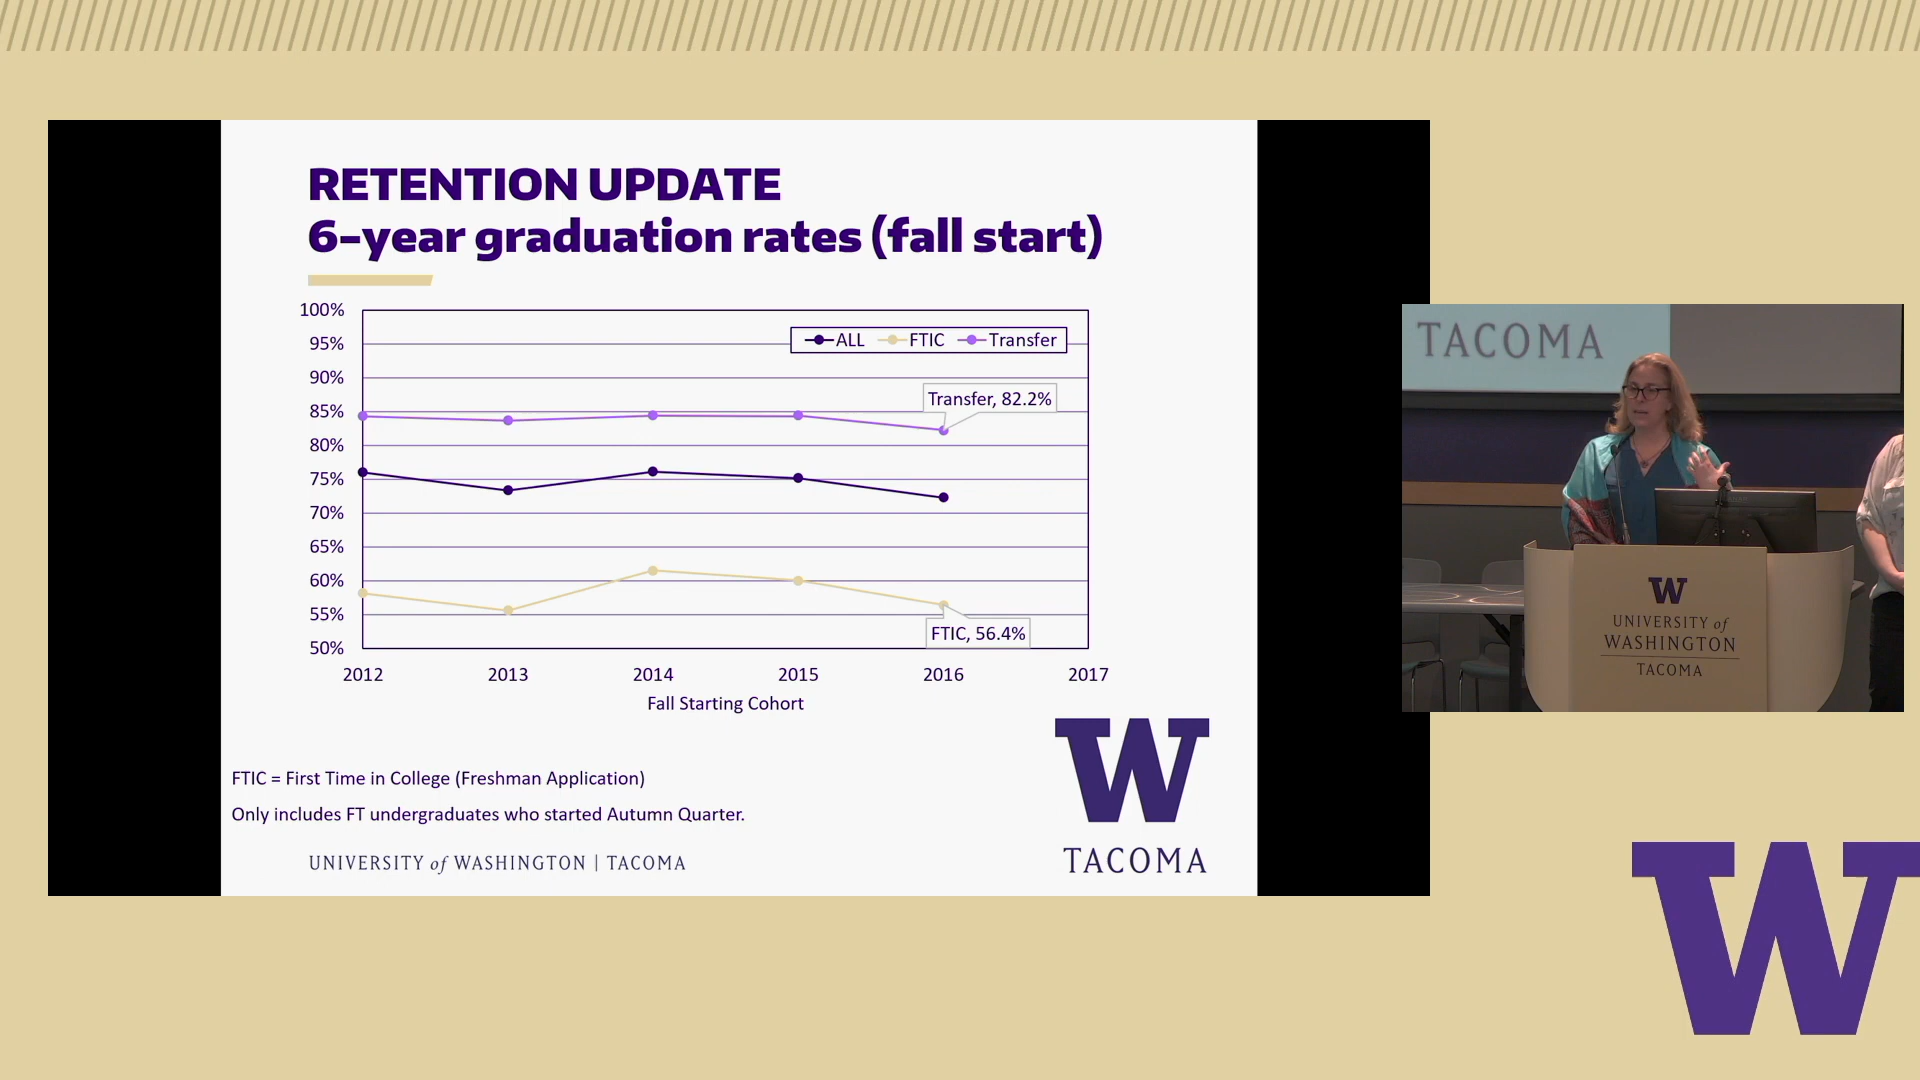 RETENTION UPDATE
6-year graduation rates (fall start)
100%
95%
90%
85%
80%
75%
70%
65%
60%
55%
50%
ALL FTIC Transfer
Transfer, 82.2%
FTIC, 56.4%
2012 2013 2014 2015 2016 2017
Fall Starting Cohort
FTIC = First Time in College (Freshman Application)
Only includes FT undergraduates who started Autumn Quarter.
UNIVERSITY of WASHINGTON | TACOMA
W
TACOMA
TACOMA
W
UNIVERSITY of
WASHINGTON
TACOMA
W